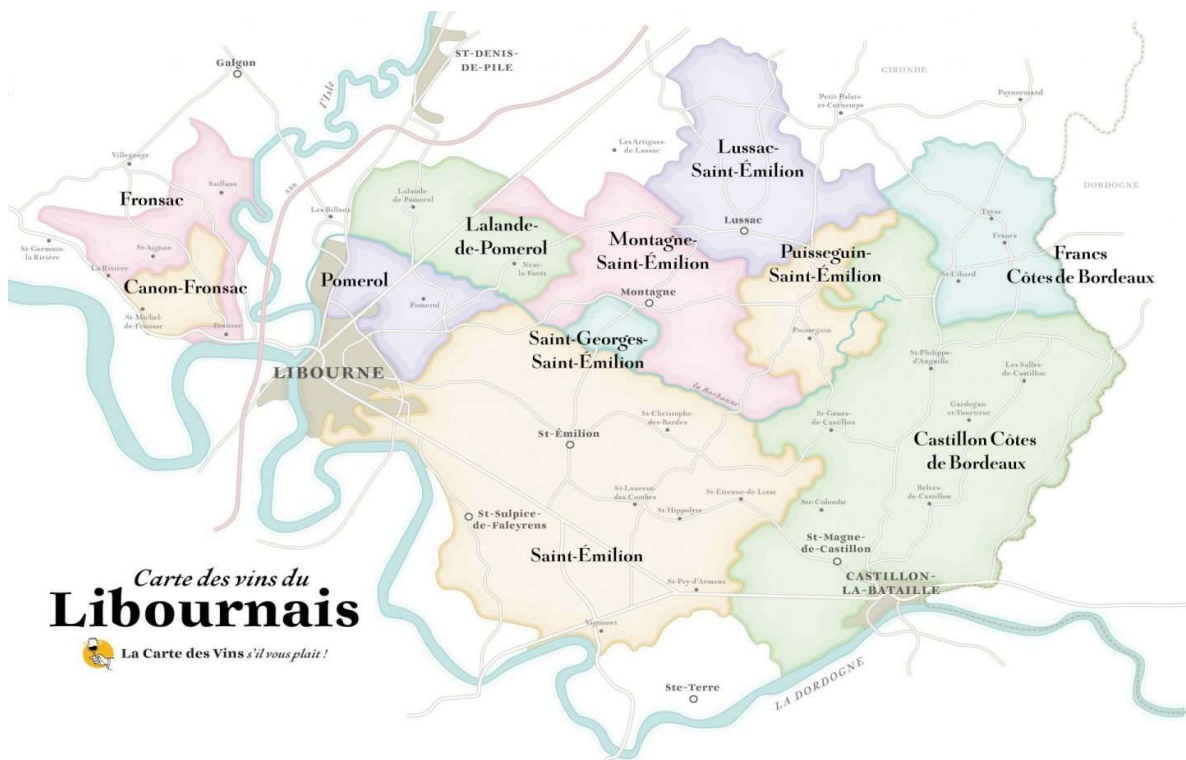 Galgon
l'Isle
ST-DENIS-
DE-PILE
GIRONDE
Petit-Palais-
et-Cornemps
Puynormand
DORDOGNE
Villegouge
Fronsac
Saillans
A89
Les Billaux
Lalande-
de-Pomerol
Les Artigues-
de-Lussac
Lussac-
Saint-Émilion
Lussac
Tayac
Francs
St-Cibard
Francs
Côtes de Bordeaux
St-Germain-
la Rivière
St-Aignan
La Rivière
Canon-Fronsac
St-Michel-
de-Fronsac
Fronsac
Pomerol
Pomerol
Lalande-
de-Pomerol
Néac-
la-Forêt
Montagne-
Saint-Émilion
Montagne
Puisseguin-
Saint-Émilion
Puisseguin
Saint-Georges-
Saint-Émilion
LIBOURNE
la Barbanne
St-Philippe-
d'Aiguille
Les Salles-
de-Castillon
St-Christophe-
des-Bardes
St-Genès-
de-Castillon
Gardegan-
et-Tourtirac
St-Émilion
Castillon Côtes
de Bordeaux
St-Laurent-
des-Combes
St-Étienne-de-Lisse
St-Hippolyte
Ste-Colombe
Belvès-
de-Castillon
St-Sulpice-
de-Faleyrens
Saint-Émilion
St-Magne-
de-Castillon
St-Pey-d'Armens
CASTILLON-
LA-BATAILLE
Vignonet
Ste-Terre
LA DORDOGNE
Carte des vins du
Libournais
La Carte des Vins s'il vous plait !